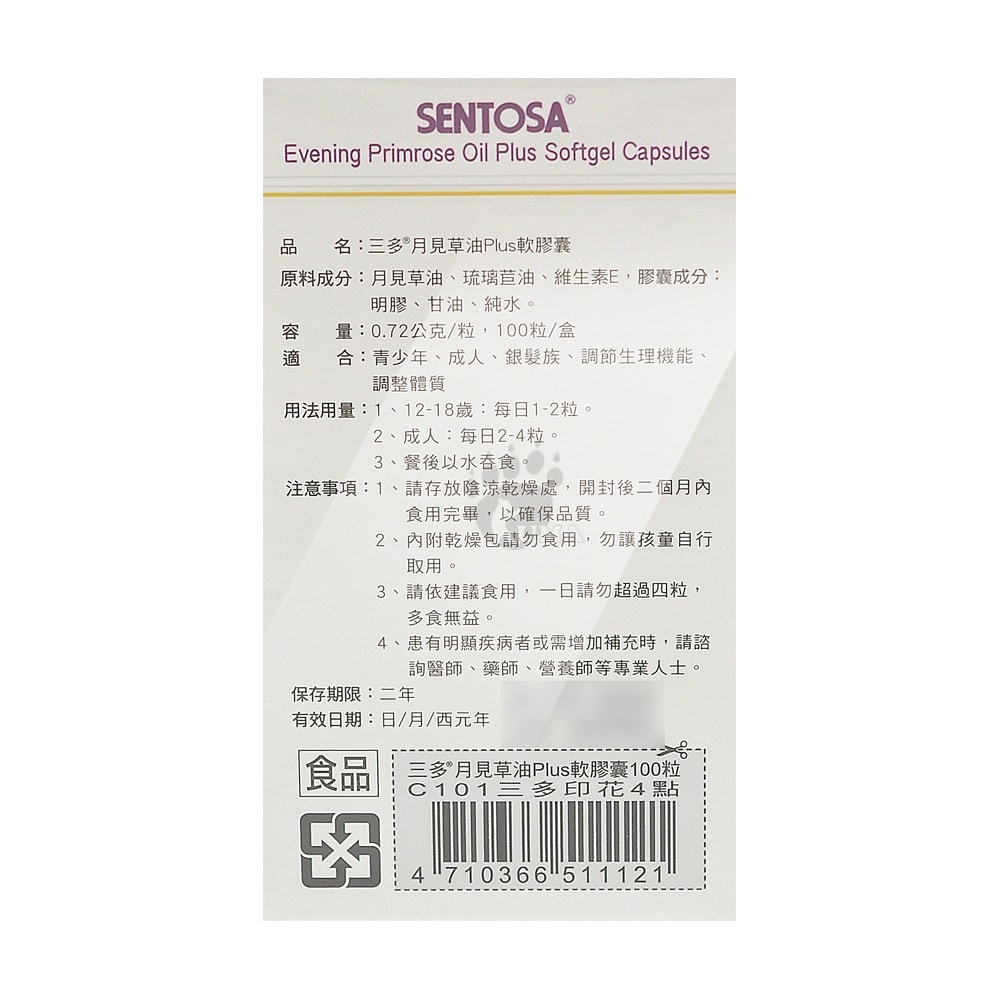 SENTOSA®
Evening Primrose Oil Plus Softgel Capsules
品 名：三多®月見草油Plus軟膠囊
原料成分：月見草油、琉璃苣油、維生素E，膠囊成分：
明膠、甘油、純水。
容 量：0.72公克/粒，100粒/盒
適 合：青少年、成人、銀髮族、調節生理機能、
調整體質
用法用量：1、12-18歲：每日1-2粒。
2、成人：每日2-4粒。
3、餐後以水吞食。
注意事項：1、請存放陰涼乾燥處，開封後二個月內
食用完畢，以確保品質。
2、內附乾燥包請勿食用，勿讓孩童自行
取用。
3、請依建議食用，一日請勿超過四粒，
多食無益。
4、患有明顯疾病者或需增加補充時，請諮
詢醫師、藥師、營養師等專業人士。
保存期限：二年
有效日期：日/月/西元年
食品
三多®月見草油Plus軟膠囊100粒
C101三多印花4點
4 710366 511121